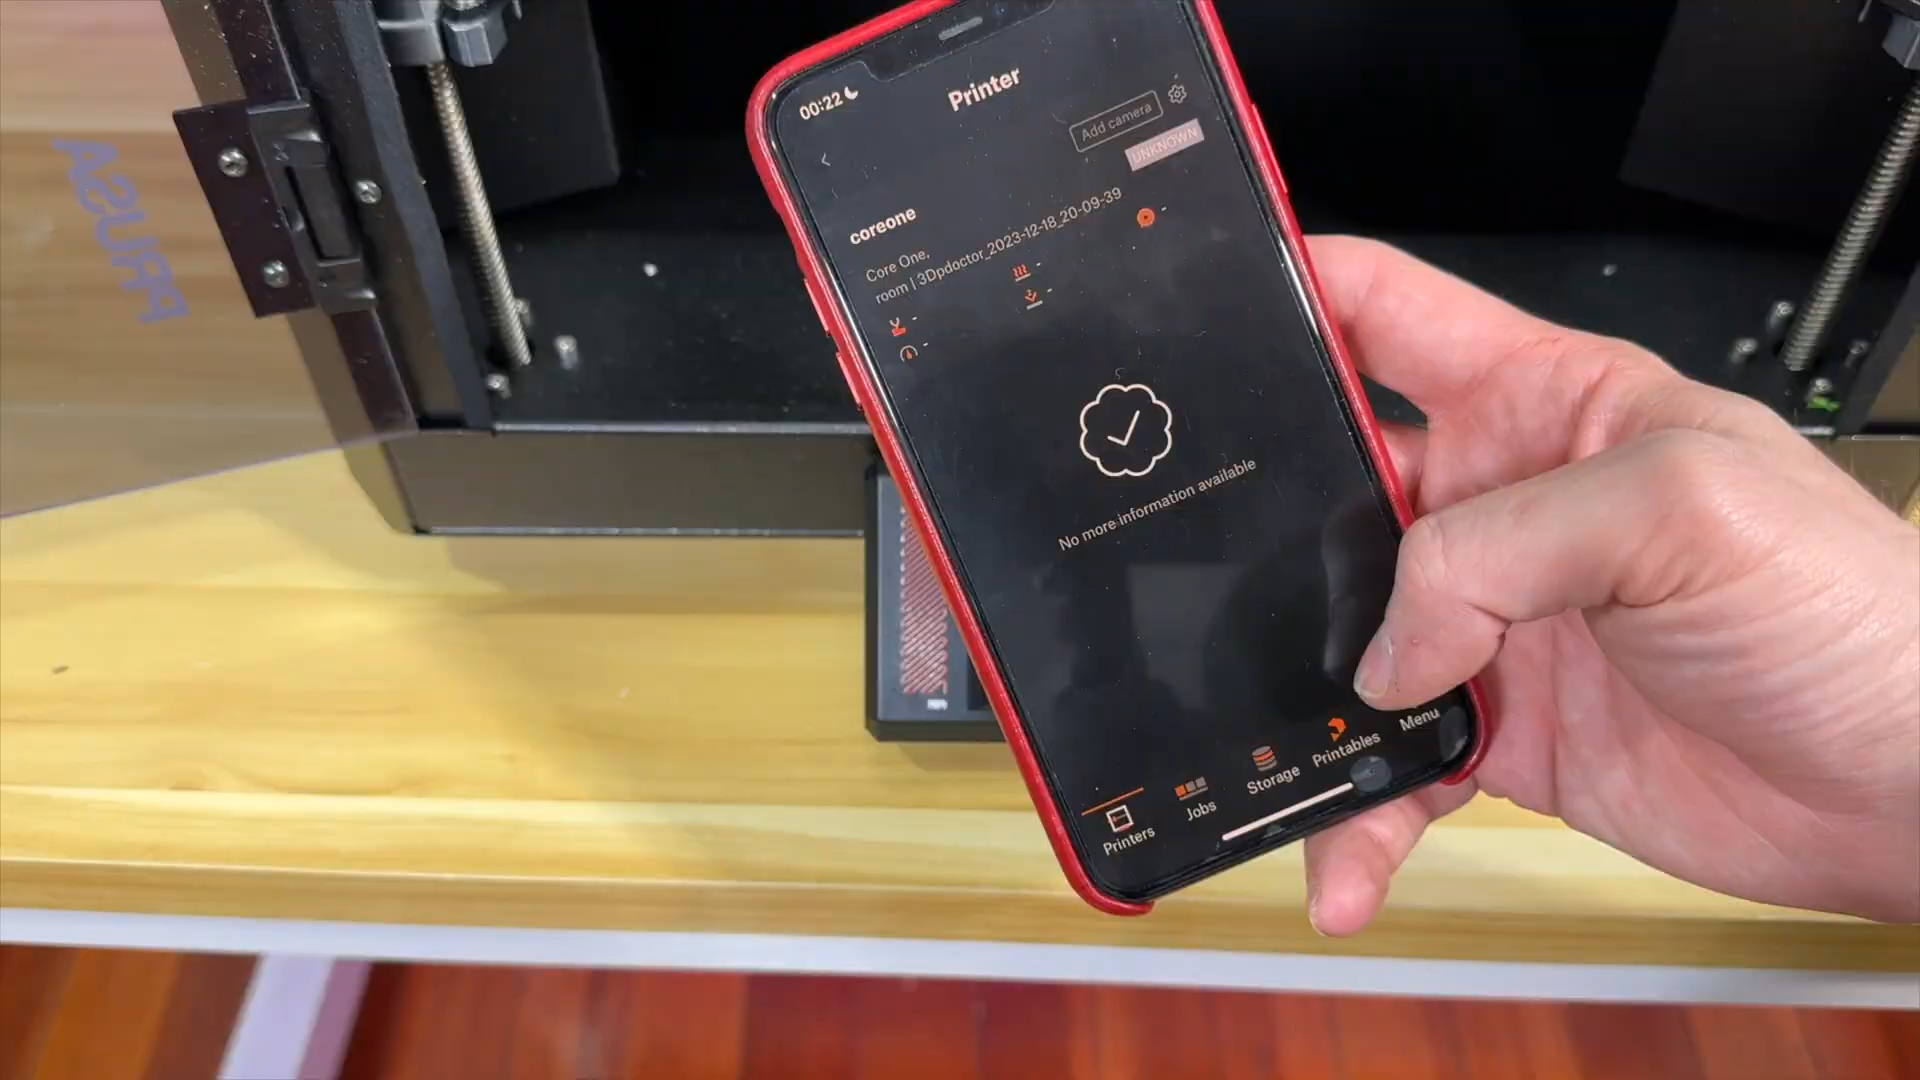 PRUSA
00:22
Printer
Add camera
UNKNOWN
coreone
Core One,
room | 3Dpdoctor_2023-12-18_20-09-39
-
-
-
-
-
No more information available
Printers
Jobs
Storage
Printables
Menu